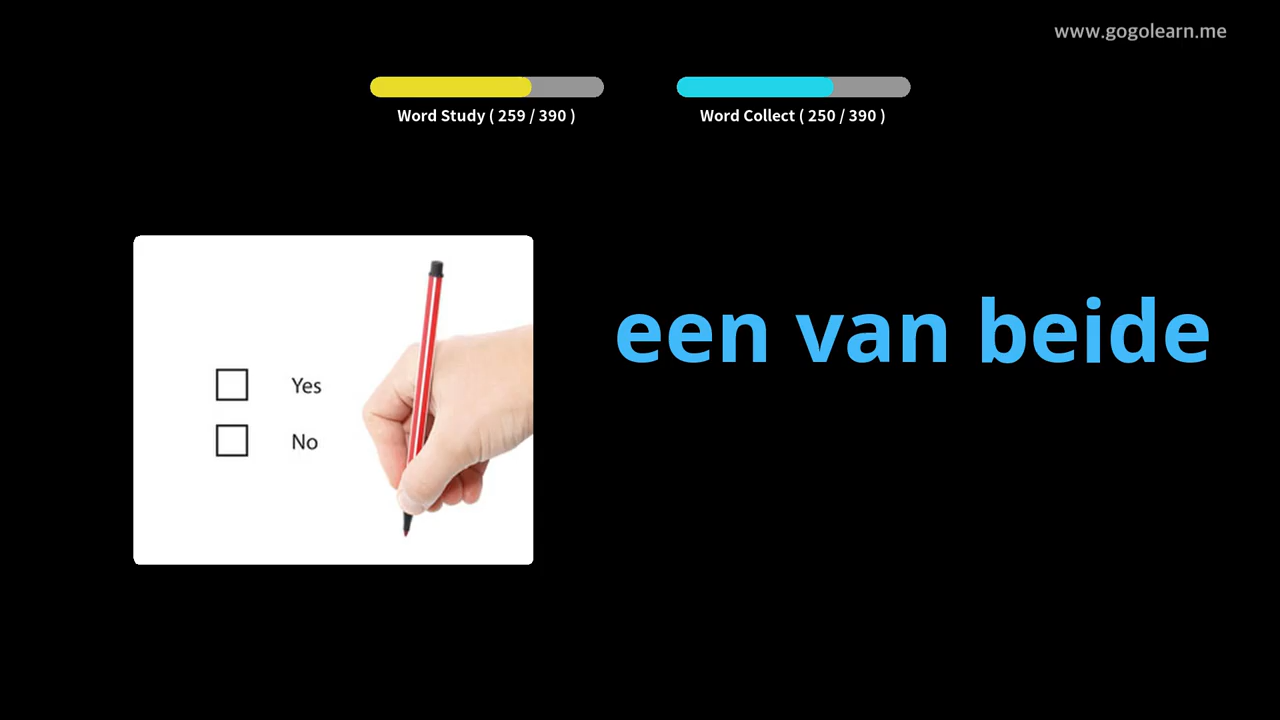 www.gogolearn.me
Word Study ( 259 / 390 )
Word Collect ( 250 / 390 )
een van beide
Yes
No